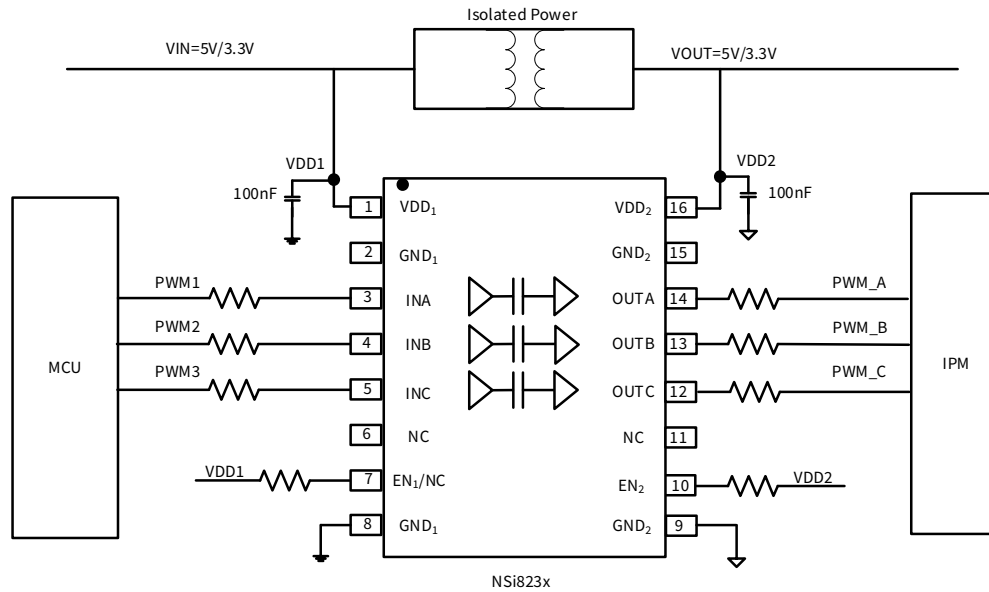 Isolated Power
VIN=5V/3.3V
VOUT=5V/3.3V
VDD1
VDD2
100nF
100nF
1 VDD₁
VDD₂ 16
2 GND₁
GND₂ 15
PWM1
3 INA
OUTA 14
PWM_A
PWM2
4 INB
OUTB 13
PWM_B
MCU
IPM
PWM3
5 INC
OUTC 12
PWM_C
6 NC
NC 11
VDD1
7 EN₁/NC
EN₂ 10
VDD2
8 GND₁
GND₂ 9
NSi823x